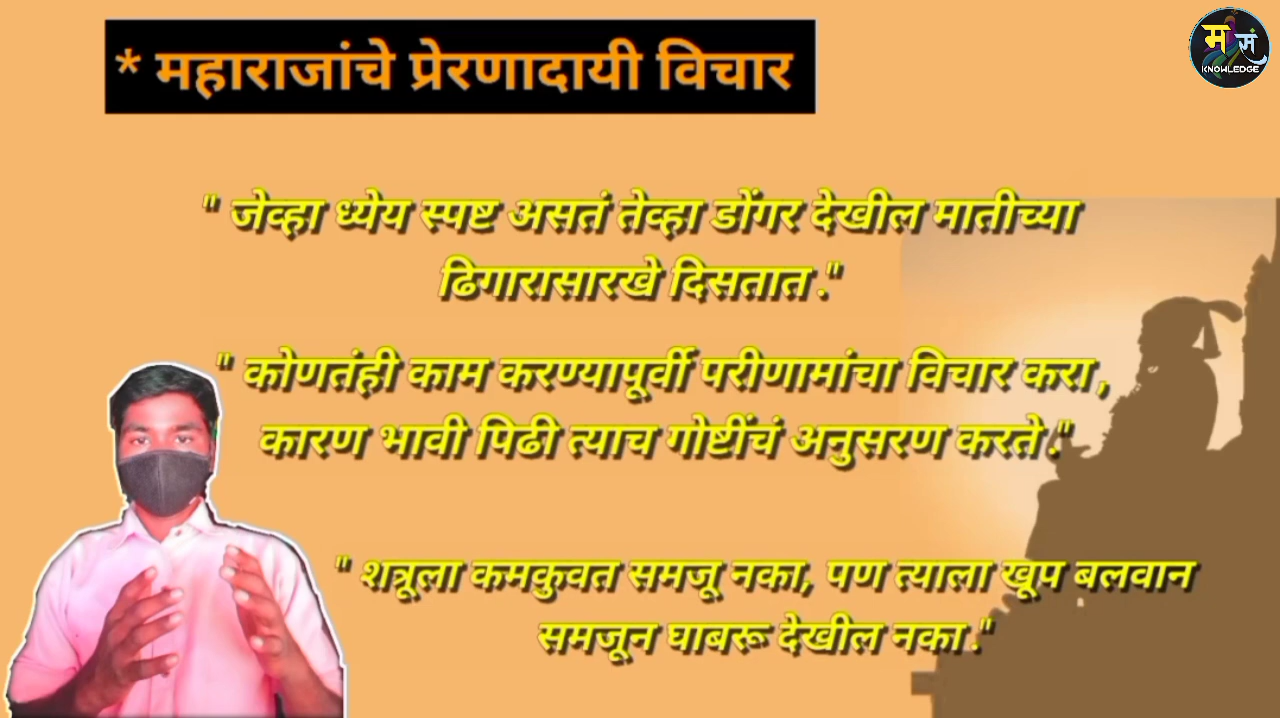 * महाराजांचे प्रेरणादायी विचार
म सं
KNOWLEDGE
" जेव्हा ध्येय स्पष्ट असतं तेव्हा डोंगर देखील मातीच्या
ढिगारासारखे दिसतात ."
" कोणतंही काम करण्यापूर्वी परीणामांचा विचार करा ,
कारण भावी पिढी त्याच गोष्टींचं अनुसरण करते ."
" शत्रूला कमकुवत समजू नका, पण त्याला खूप बलवान
समजून घाबरू देखील नका ."